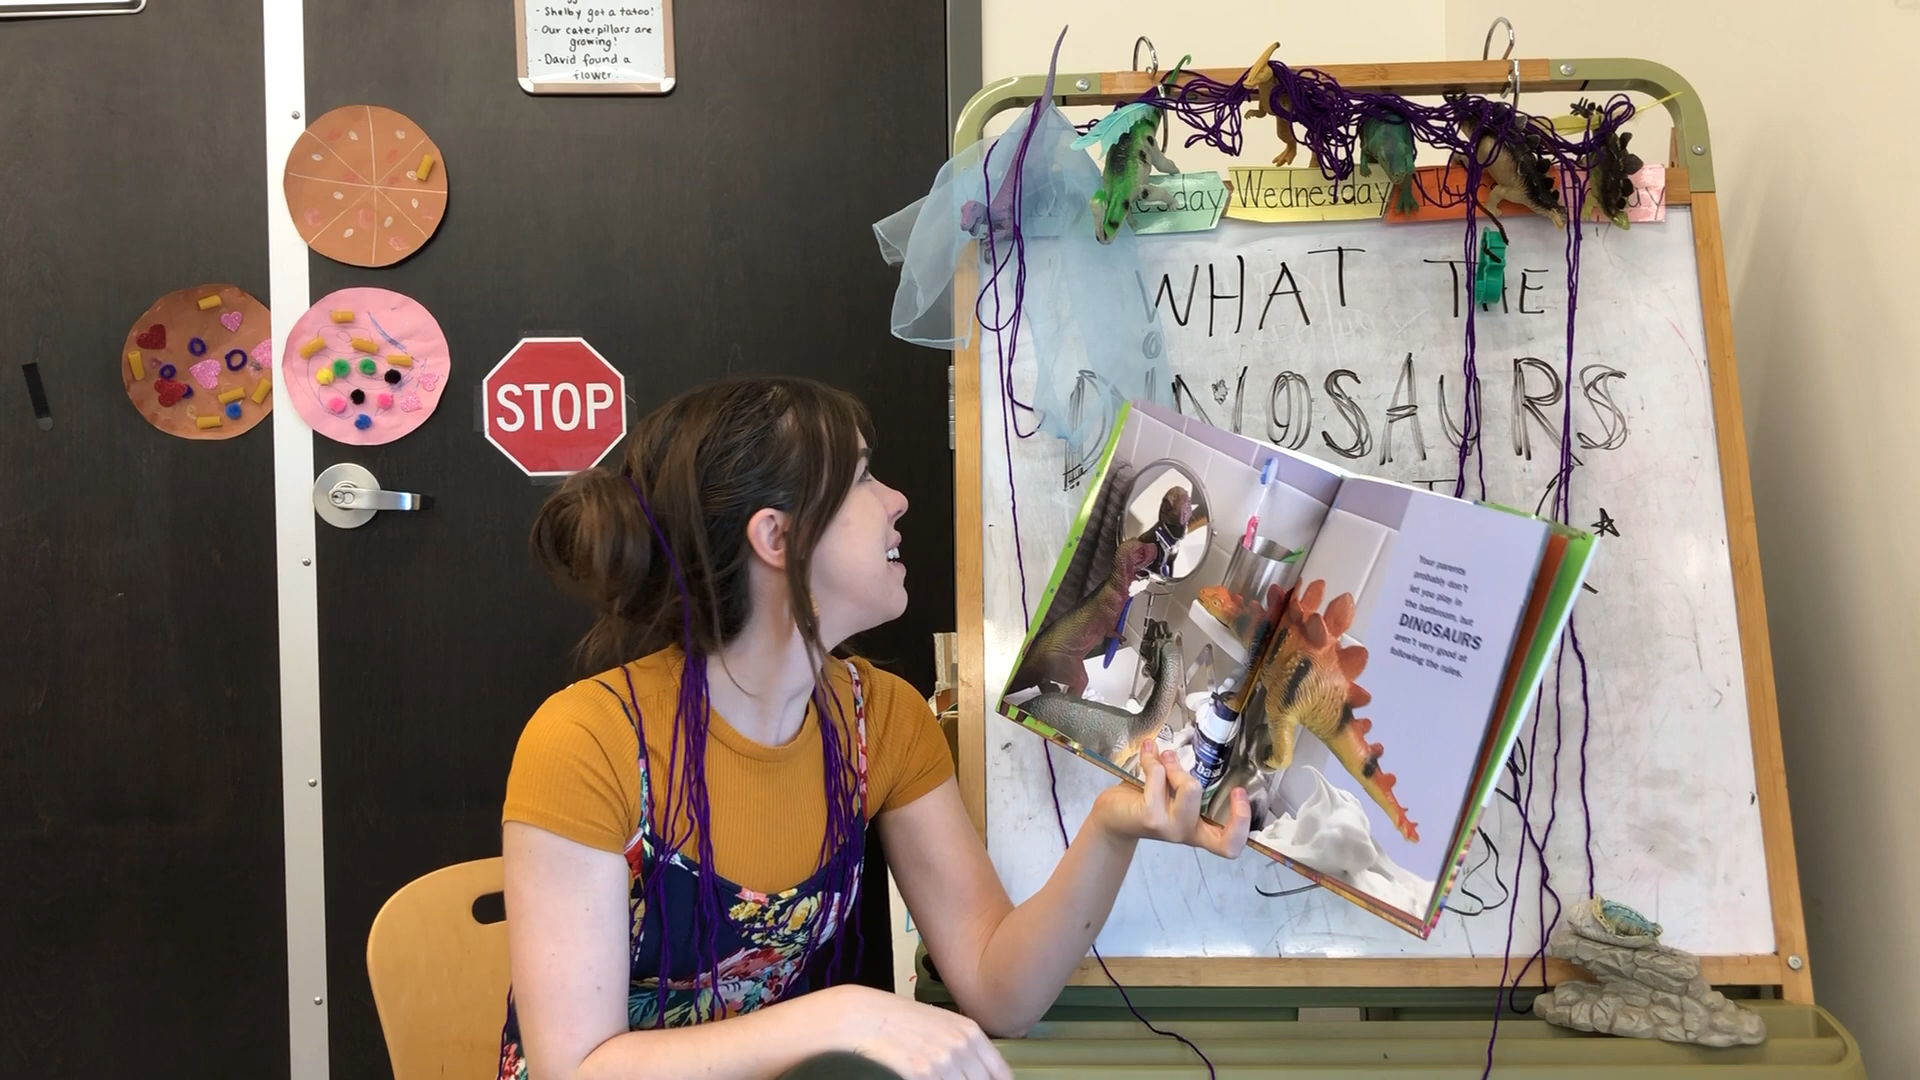 - Shelby got a tatoo!
- Our caterpillars are
growing!
- David found a
flower.
STOP
Wednesday
WHAT THE
DINOSAURS
Your parents
probably don't
let you play in
the bathroom, but
DINOSAURS
aren't very good at
following the rules.